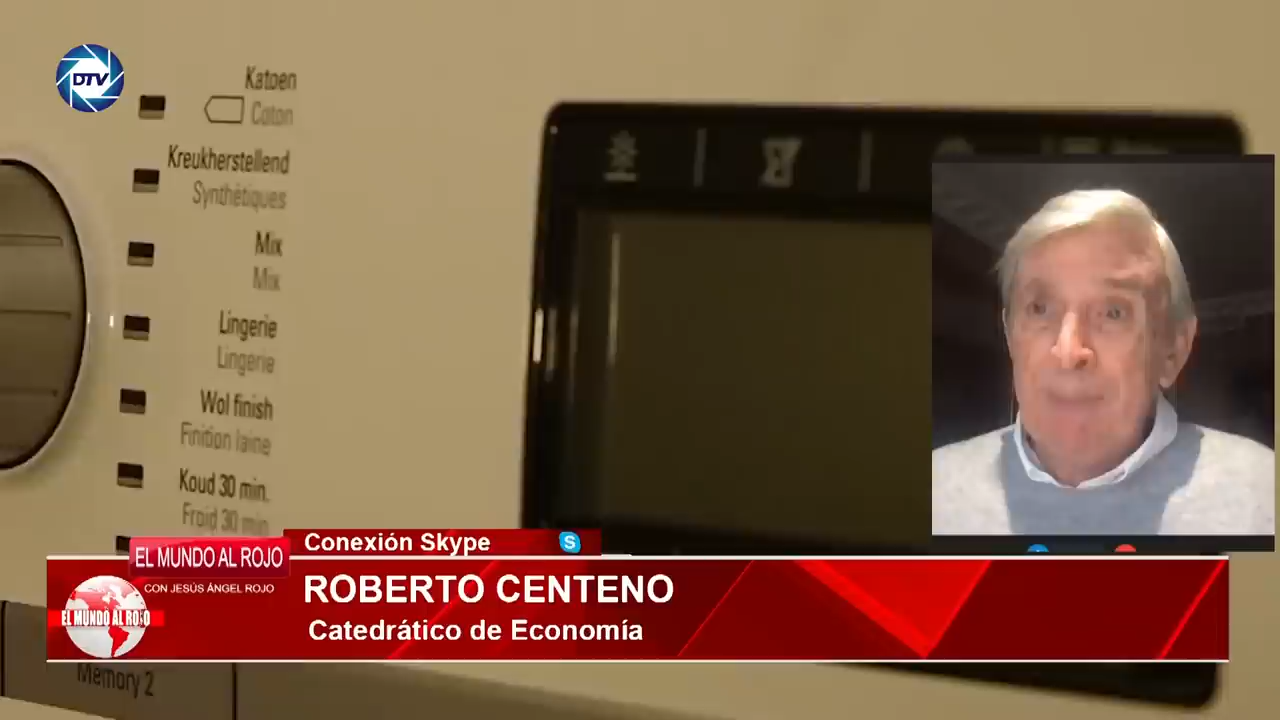 DTV
Katoen
Coton
Kreukherstellend
Synthétiques
Mix
Mix
Lingerie
Lingerie
Wol finish
Finition laine
Koud 30 min.
Froid 30 min
Conexión Skype
EL MUNDO AL ROJO
CON JESÚS ÁNGEL ROJO
ROBERTO CENTENO
EL MUNDO AL ROJO
Catedrático de Economía
Memory 2